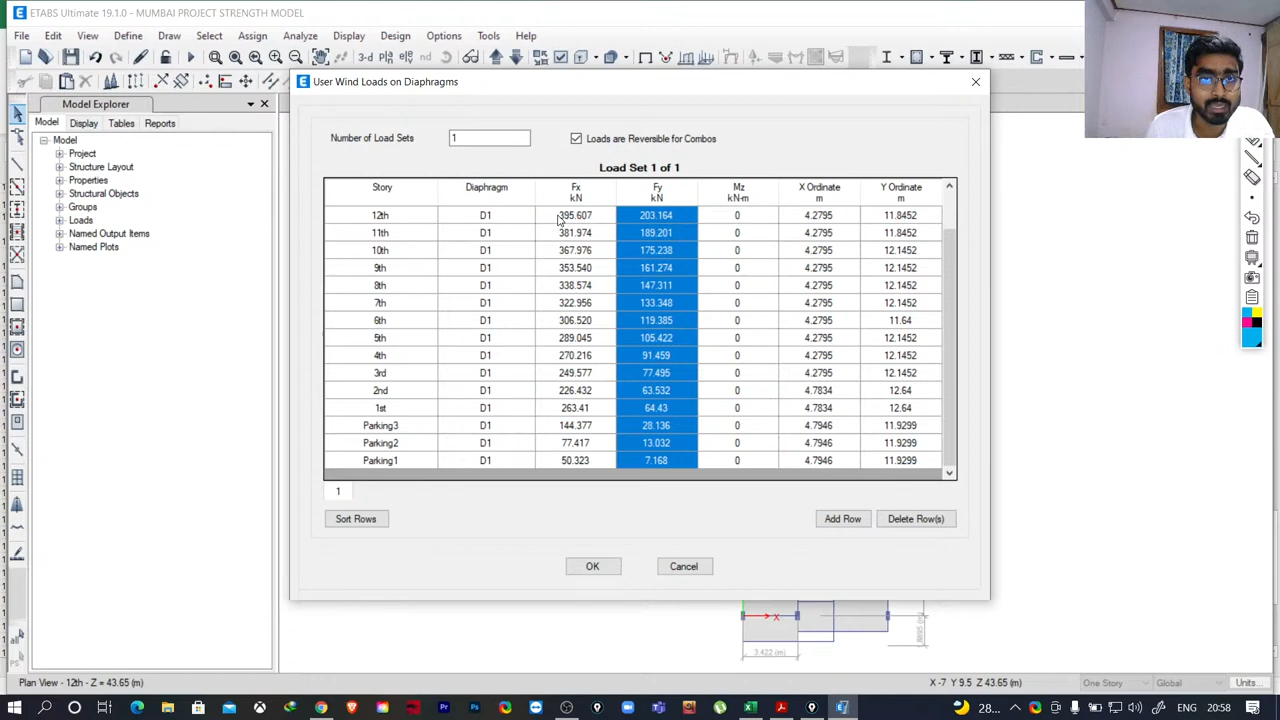 ETABS Ultimate 19.1.0 - MUMBAI PROJECT STRENGTH MODEL
File Edit View Define Draw Select Assign Analyze Display Design Options Tools Help
3-d
Model Explorer
Model Display Tables Reports
Model
Project
Structure Layout
Properties
Structural Objects
Groups
Loads
Named Output Items
Named Plots
User Wind Loads on Diaphragms
Number of Load Sets 1 Loads are Reversible for Combos
Load Set 1 of 1
Story Diaphragm Fx kN Fy kN Mz kN-m X Ordinate m Y Ordinate m
12th D1 395.607 203.164 0 4.2795 11.8452
11th D1 381.974 189.201 0 4.2795 11.8452
10th D1 367.976 175.238 0 4.2795 12.1452
9th D1 353.540 161.274 0 4.2795 12.1452
8th D1 338.574 147.311 0 4.2795 12.1452
7th D1 322.956 133.348 0 4.2795 12.1452
6th D1 306.520 119.385 0 4.2795 11.64
5th D1 289.045 105.422 0 4.2795 12.1452
4th D1 270.216 91.459 0 4.2795 12.1452
3rd D1 249.577 77.495 0 4.2795 12.1452
2nd D1 226.432 63.532 0 4.7834 12.64
1st D1 263.41 64.43 0 4.7834 12.64
Parking3 D1 144.377 28.136 0 4.7946 11.9299
Parking2 D1 77.417 13.032 0 4.7946 11.9299
Parking1 D1 50.323 7.168 0 4.7946 11.9299
1
Sort Rows Add Row Delete Row(s)
OK Cancel
X
3.422 (m)
Plan View - 12th - Z = 43.65 (m) X -7 Y 9.5 Z 43.65 (m) One Story Global Units...
28° ENG 20:58